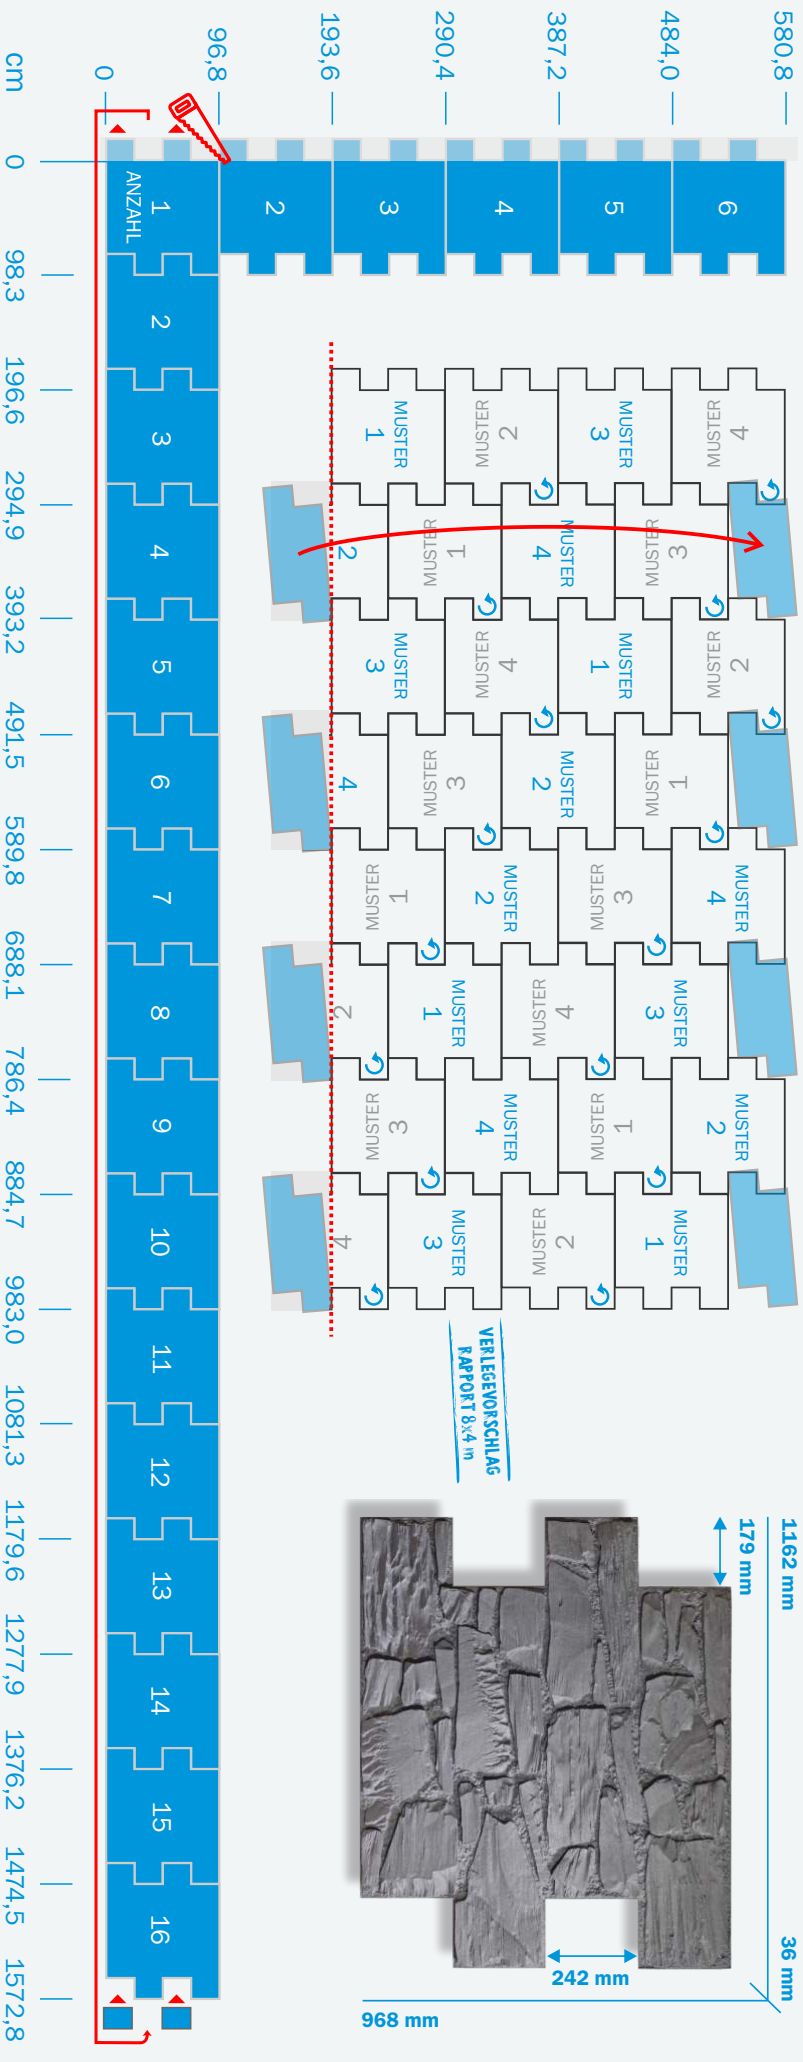 580,8
484,0
387,2
290,4
193,6
96,8
0
cm
6
5
4
3
2
1
ANZAHL
2
3
4
5
6
7
8
9
10
11
12
13
14
15
16
0
98,3
196,6
294,9
393,2
491,5
589,8
688,1
786,4
884,7
983,0
1081,3
1179,6
1277,9
1376,2
1474,5
1572,8
MUSTER
4
MUSTER
3
MUSTER
2
MUSTER
1
MUSTER
3
MUSTER
4
MUSTER
1
2
MUSTER
2
MUSTER
1
MUSTER
4
MUSTER
3
MUSTER
1
MUSTER
2
MUSTER
3
4
MUSTER
4
MUSTER
3
MUSTER
2
MUSTER
1
MUSTER
3
MUSTER
4
MUSTER
1
2
MUSTER
2
MUSTER
1
MUSTER
4
MUSTER
3
MUSTER
1
MUSTER
2
MUSTER
3
4
VERLEGEVORSCHLAG
RAPPORT 8x4 m
1162 mm
36 mm
179 mm
242 mm
968 mm